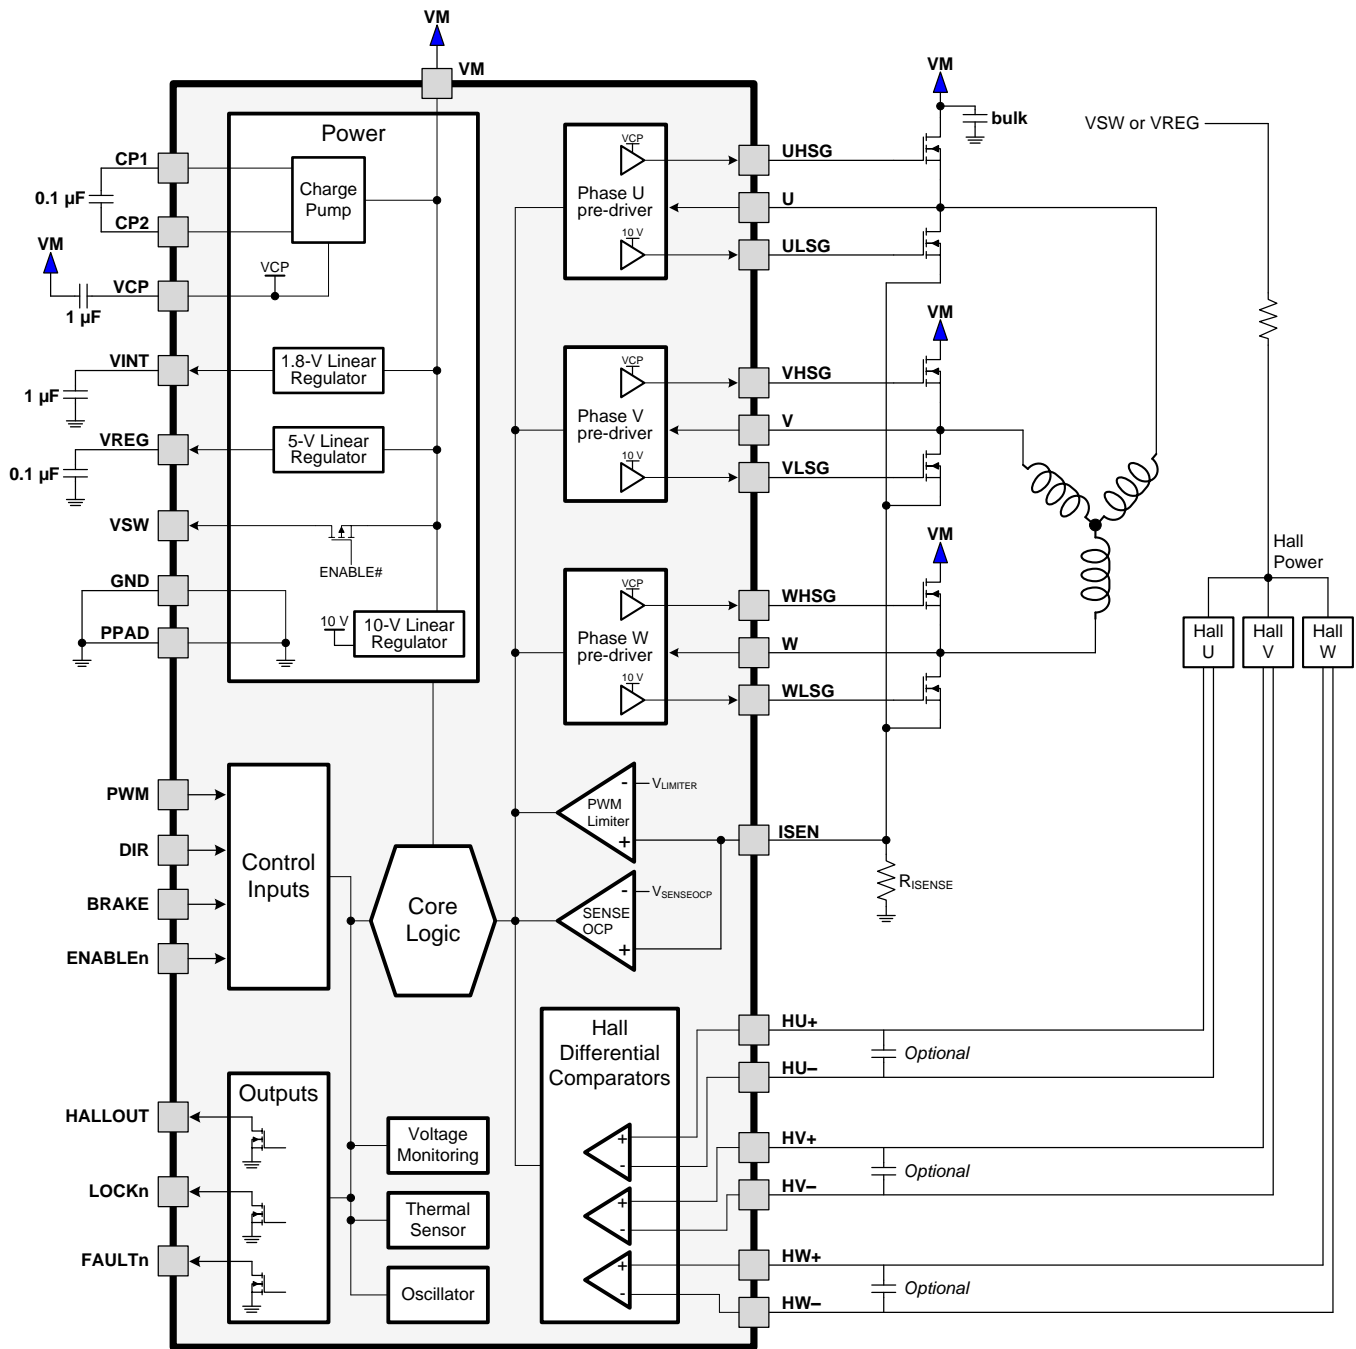 VM
VM
Power
CP1
0.1 µF
CP2
Charge
Pump
VM
VCP
1 µF
VCP
VINT
1 µF
1.8-V Linear
Regulator
VREG
0.1 µF
5-V Linear
Regulator
VSW
ENABLE#
GND
PPAD
10 V
10-V Linear
Regulator
VCP
Phase U
pre-driver
10 V
UHSG
U
ULSG
VM
bulk
VSW or VREG
VCP
Phase V
pre-driver
10 V
VHSG
V
VLSG
VM
VCP
Phase W
pre-driver
10 V
WHSG
W
WLSG
VM
Hall
Power
Hall
U
Hall
V
Hall
W
PWM
DIR
BRAKE
ENABLEn
Control
Inputs
Core
Logic
-
VLIMITER
PWM
Limiter
+
-
VSENSEOCP
SENSE
OCP
+
ISEN
RISENSE
HALLOUT
LOCKn
FAULTn
Outputs
Voltage
Monitoring
Thermal
Sensor
Oscillator
Hall
Differential
Comparators
+
-
+
-
+
-
HU+
Optional
HU–
HV+
Optional
HV–
HW+
Optional
HW–